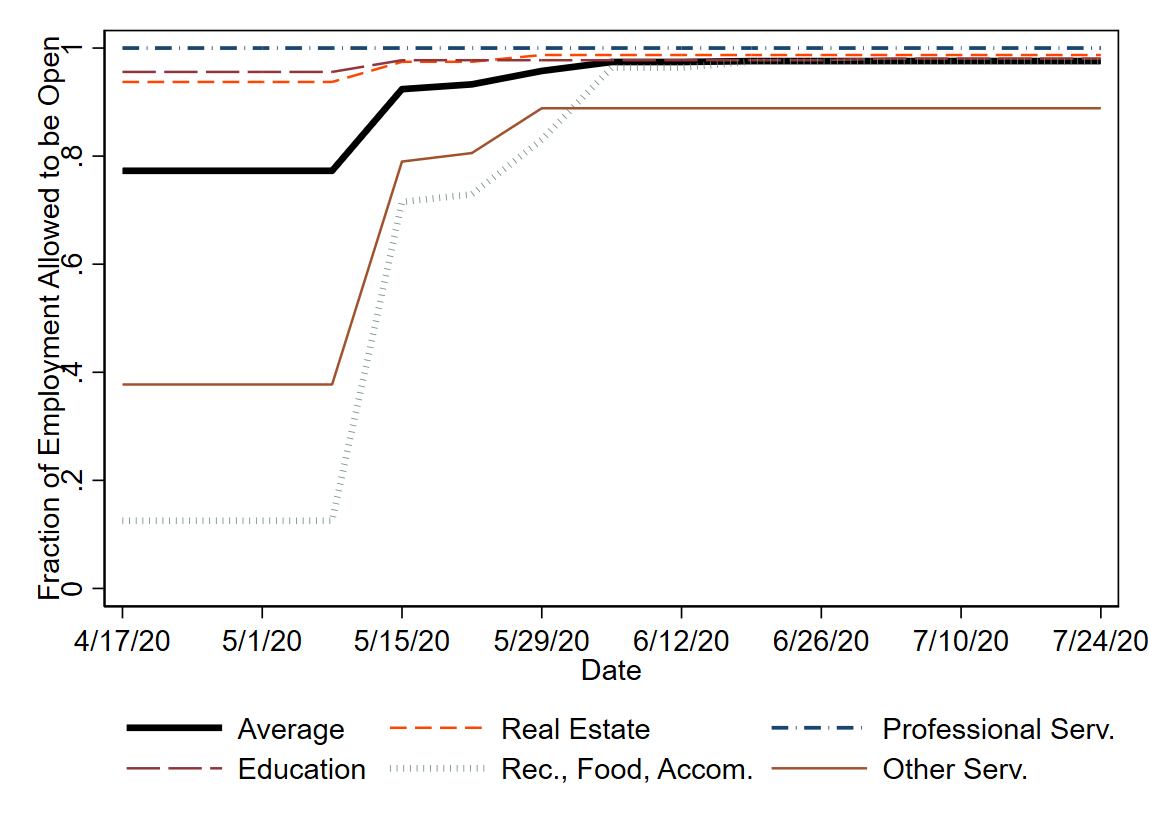 Fraction of Employment Allowed to be Open
1
.8
.6
.4
.2
0
4/17/20 5/1/20 5/15/20 5/29/20 6/12/20 6/26/20 7/10/20 7/24/20
Date
Average Real Estate Professional Serv.
Education Rec., Food, Accom. Other Serv.